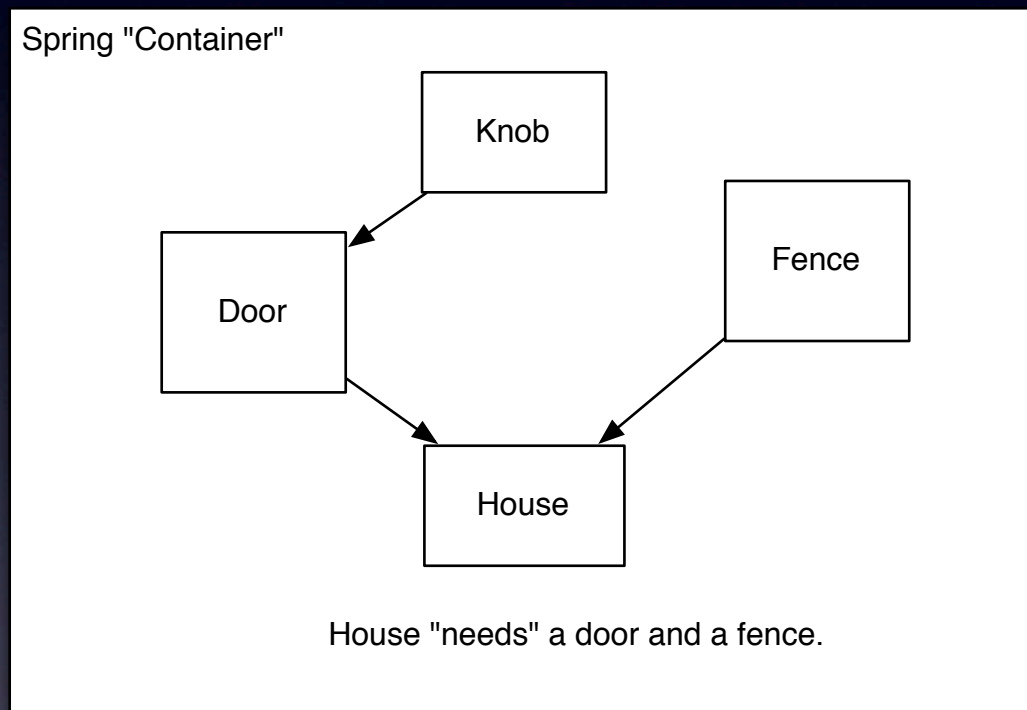 Spring "Container"
Knob
Fence
Door
House
House "needs" a door and a fence.